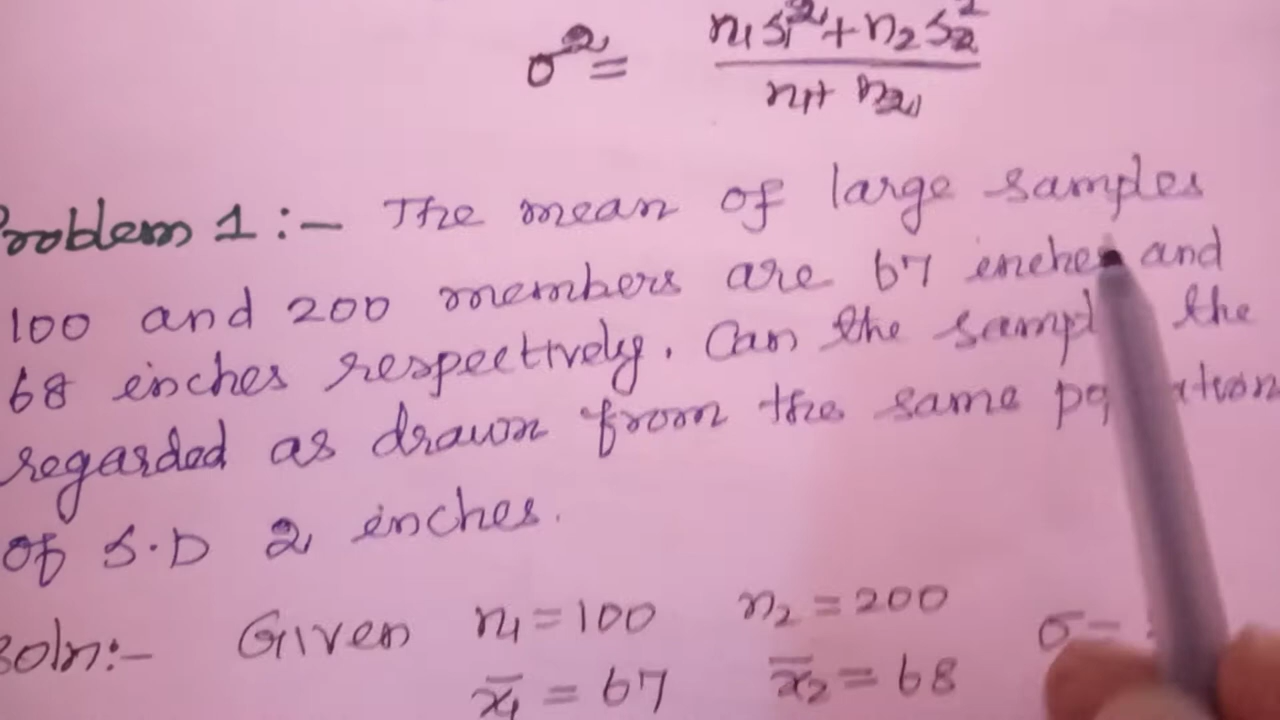 σ² = n₁s₁² + n₂s₂²
n₁ + n₂
Problem 1 :- The mean of large samples
100 and 200 members are 67 inches and
68 inches respectively. Can the the
regarded as drawn from the same
of S.D 2 inches.
Soln:- Given n₁ = 100 n₂ = 200 σ =
x̄₁ = 67 x̄₂ = 68